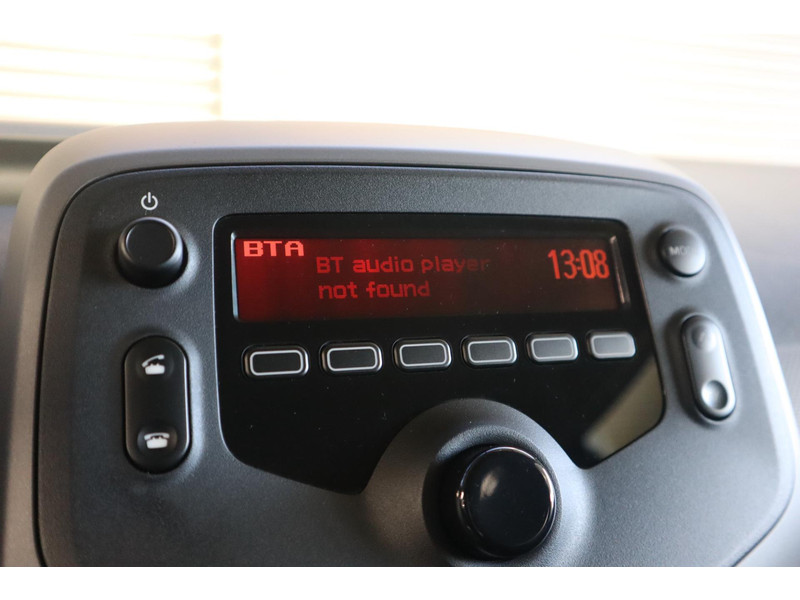 BTA
BT audio player
not found
13:08